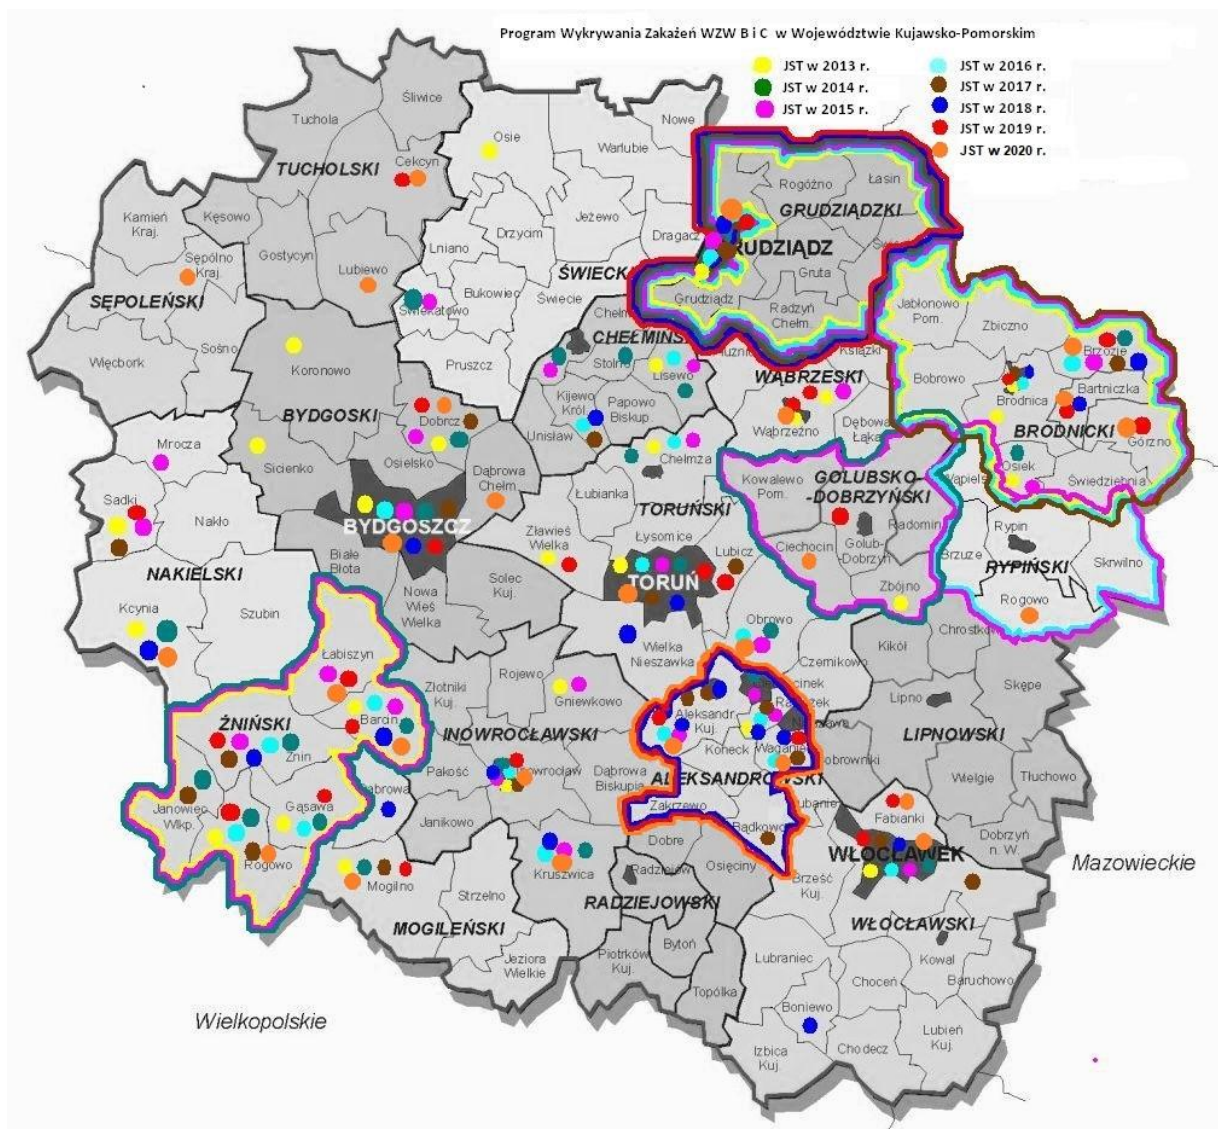 Program Wykrywania Zakażeń WZW B i C w Województwie Kujawsko-Pomorskim
JST w 2013 r.
JST w 2014 r.
JST w 2015 r.
JST w 2016 r.
JST w 2017 r.
JST w 2018 r.
JST w 2019 r.
JST w 2020 r.
Śliwice
Tuchola
TUCHOLSKI
Cekcyn
Kęsowo
Gostycyn
Lubiewo
Osie
Nowe
Warlubie
Jeżewo
Drzycim
Lniano
Dragacz
Bukowiec
Świecie
Świekatowo
Pruszcz
ŚWIECK
Kamień
Kraj.
Sępólno
Kraj.
SĘPOLEŃSKI
Sośno
Więcbork
Rogóźno
Łasin
GRUDZIĄDZKI
RUDZIĄDZ
Gruta
Grudziądz
Radzyń
Chełm.
Jabłonowo
Pom.
Zbiczno
Brzozie
Bobrowo
Bartniczka
Brodnica
BRODNICKI
Górzno
Osiek
Świedziebnia
Koronowo
BYDGOSKI
Dobrcz
Sicienko
Osielsko
Dąbrowa
Chełm.
BYDGOSZCZ
Białe
Błota
Nowa
Wieś
Wielka
Solec
Kuj.
CHEŁMIŃS
Stolno
Lisewo
Kijewo
Król.
Papowo
Biskup.
Unisław
Książki
WĄBRZESKI
Wąbrzeźno
Dębowa
Łąka
Mrocza
Sadki
Nakło
NAKIELSKI
Kcynia
Szubin
Chełmża
Łubianka
TORUŃSKI
Zławieś
Wielka
Łysomice
Lubicz
TORUŃ
Wielka
Nieszawka
Obrowo
Czernikowo
Kowalewo
Pom.
GOLUBSKO-
-DOBRZYŃSKI
Radomin
Ciechocin
Golub-
Dobrzyń
Zbójno
Wąpiels
Rypin
Brzuze
RYPIŃSKI
Skrwilno
Rogowo
Łabiszyn
ŻNIŃSKI
Barcin
Żnin
Janowiec
Wlkp.
Gąsawa
Rogowo
Złotniki
Kuj.
Rojewo
Gniewkowo
INOWROCŁAWSKI
Pakość
Dąbrowa
Biskupia
Janikowo
Kruszwica
Aleksandr
Kuj.
Koneck
Waganie
ALEKSANDROWSKI
Zakrzewo
Bądkowo
Kikół
Chrostk
Lipno
Skępe
LIPNOWSKI
Wielgie
Tłuchowo
Dobrzyń
n. W.
Mogilno
Strzelno
MOGILEŃSKI
Jeziora
Wielkie
Dobre
Osięciny
Radziejów
RADZIEJOWSKI
Piotrków
Kuj.
Bytoń
Topólka
Fabianki
WŁOCŁAWEK
Brześć
Kuj.
WŁOCŁAWSKI
Lubraniec
Kowal
Choceń
Baruchowo
Boniewo
Izbica
Kuj.
Chodecz
Lubień
Kuj.
Mazowieckie
Wielkopolskie